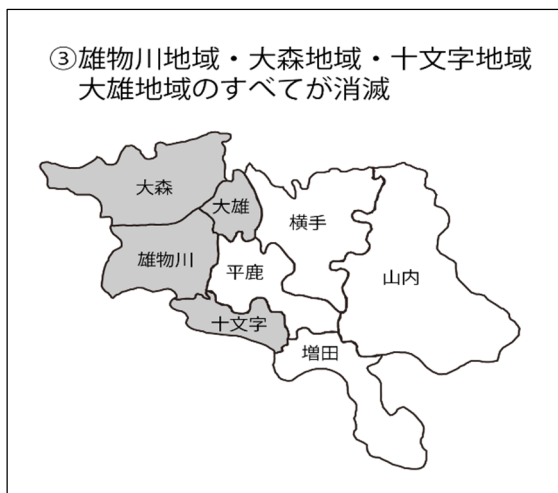 ③雄物川地域・大森地域・十文字地域
大雄地域のすべてが消滅
大森
大雄
横手
雄物川
平鹿
山内
十文字
増田